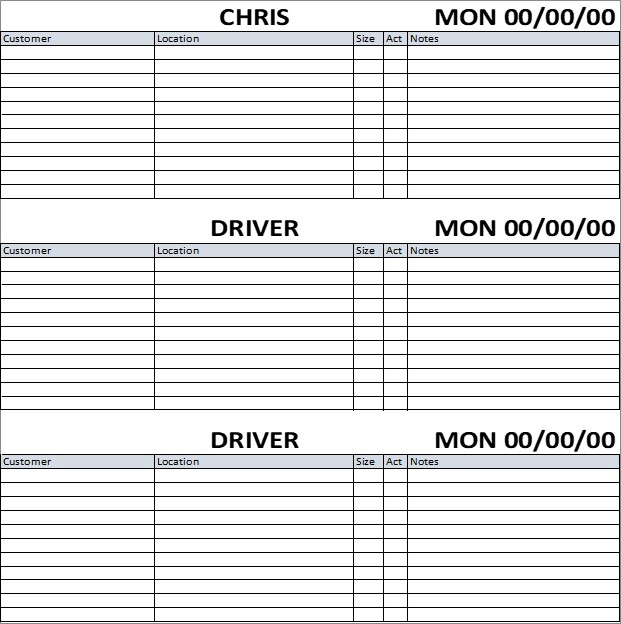 CHRIS MON 00/00/00
Customer Location Size Act Notes
DRIVER MON 00/00/00
Customer Location Size Act Notes
DRIVER MON 00/00/00
Customer Location Size Act Notes